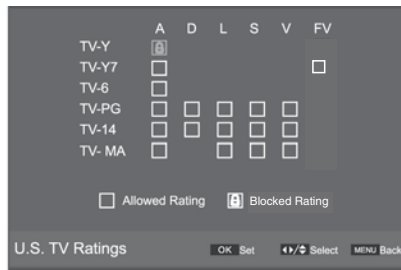 A D L S V FV
TV-Y
TV-Y7
TV-6
TV-PG
TV-14
TV- MA
Allowed Rating Blocked Rating
U.S. TV Ratings OK Set Select MENU Back